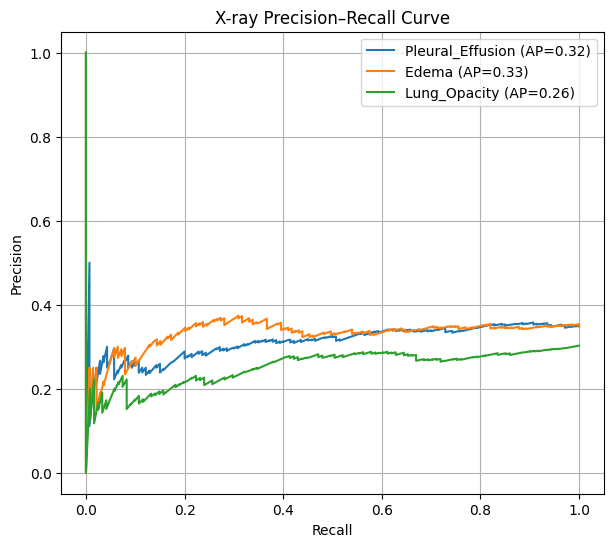 X-ray Precision–Recall Curve
Pleural_Effusion (AP=0.32)
Edema (AP=0.33)
Lung_Opacity (AP=0.26)
Precision
1.0
0.8
0.6
0.4
0.2
0.0
0.0 0.2 0.4 0.6 0.8 1.0
Recall